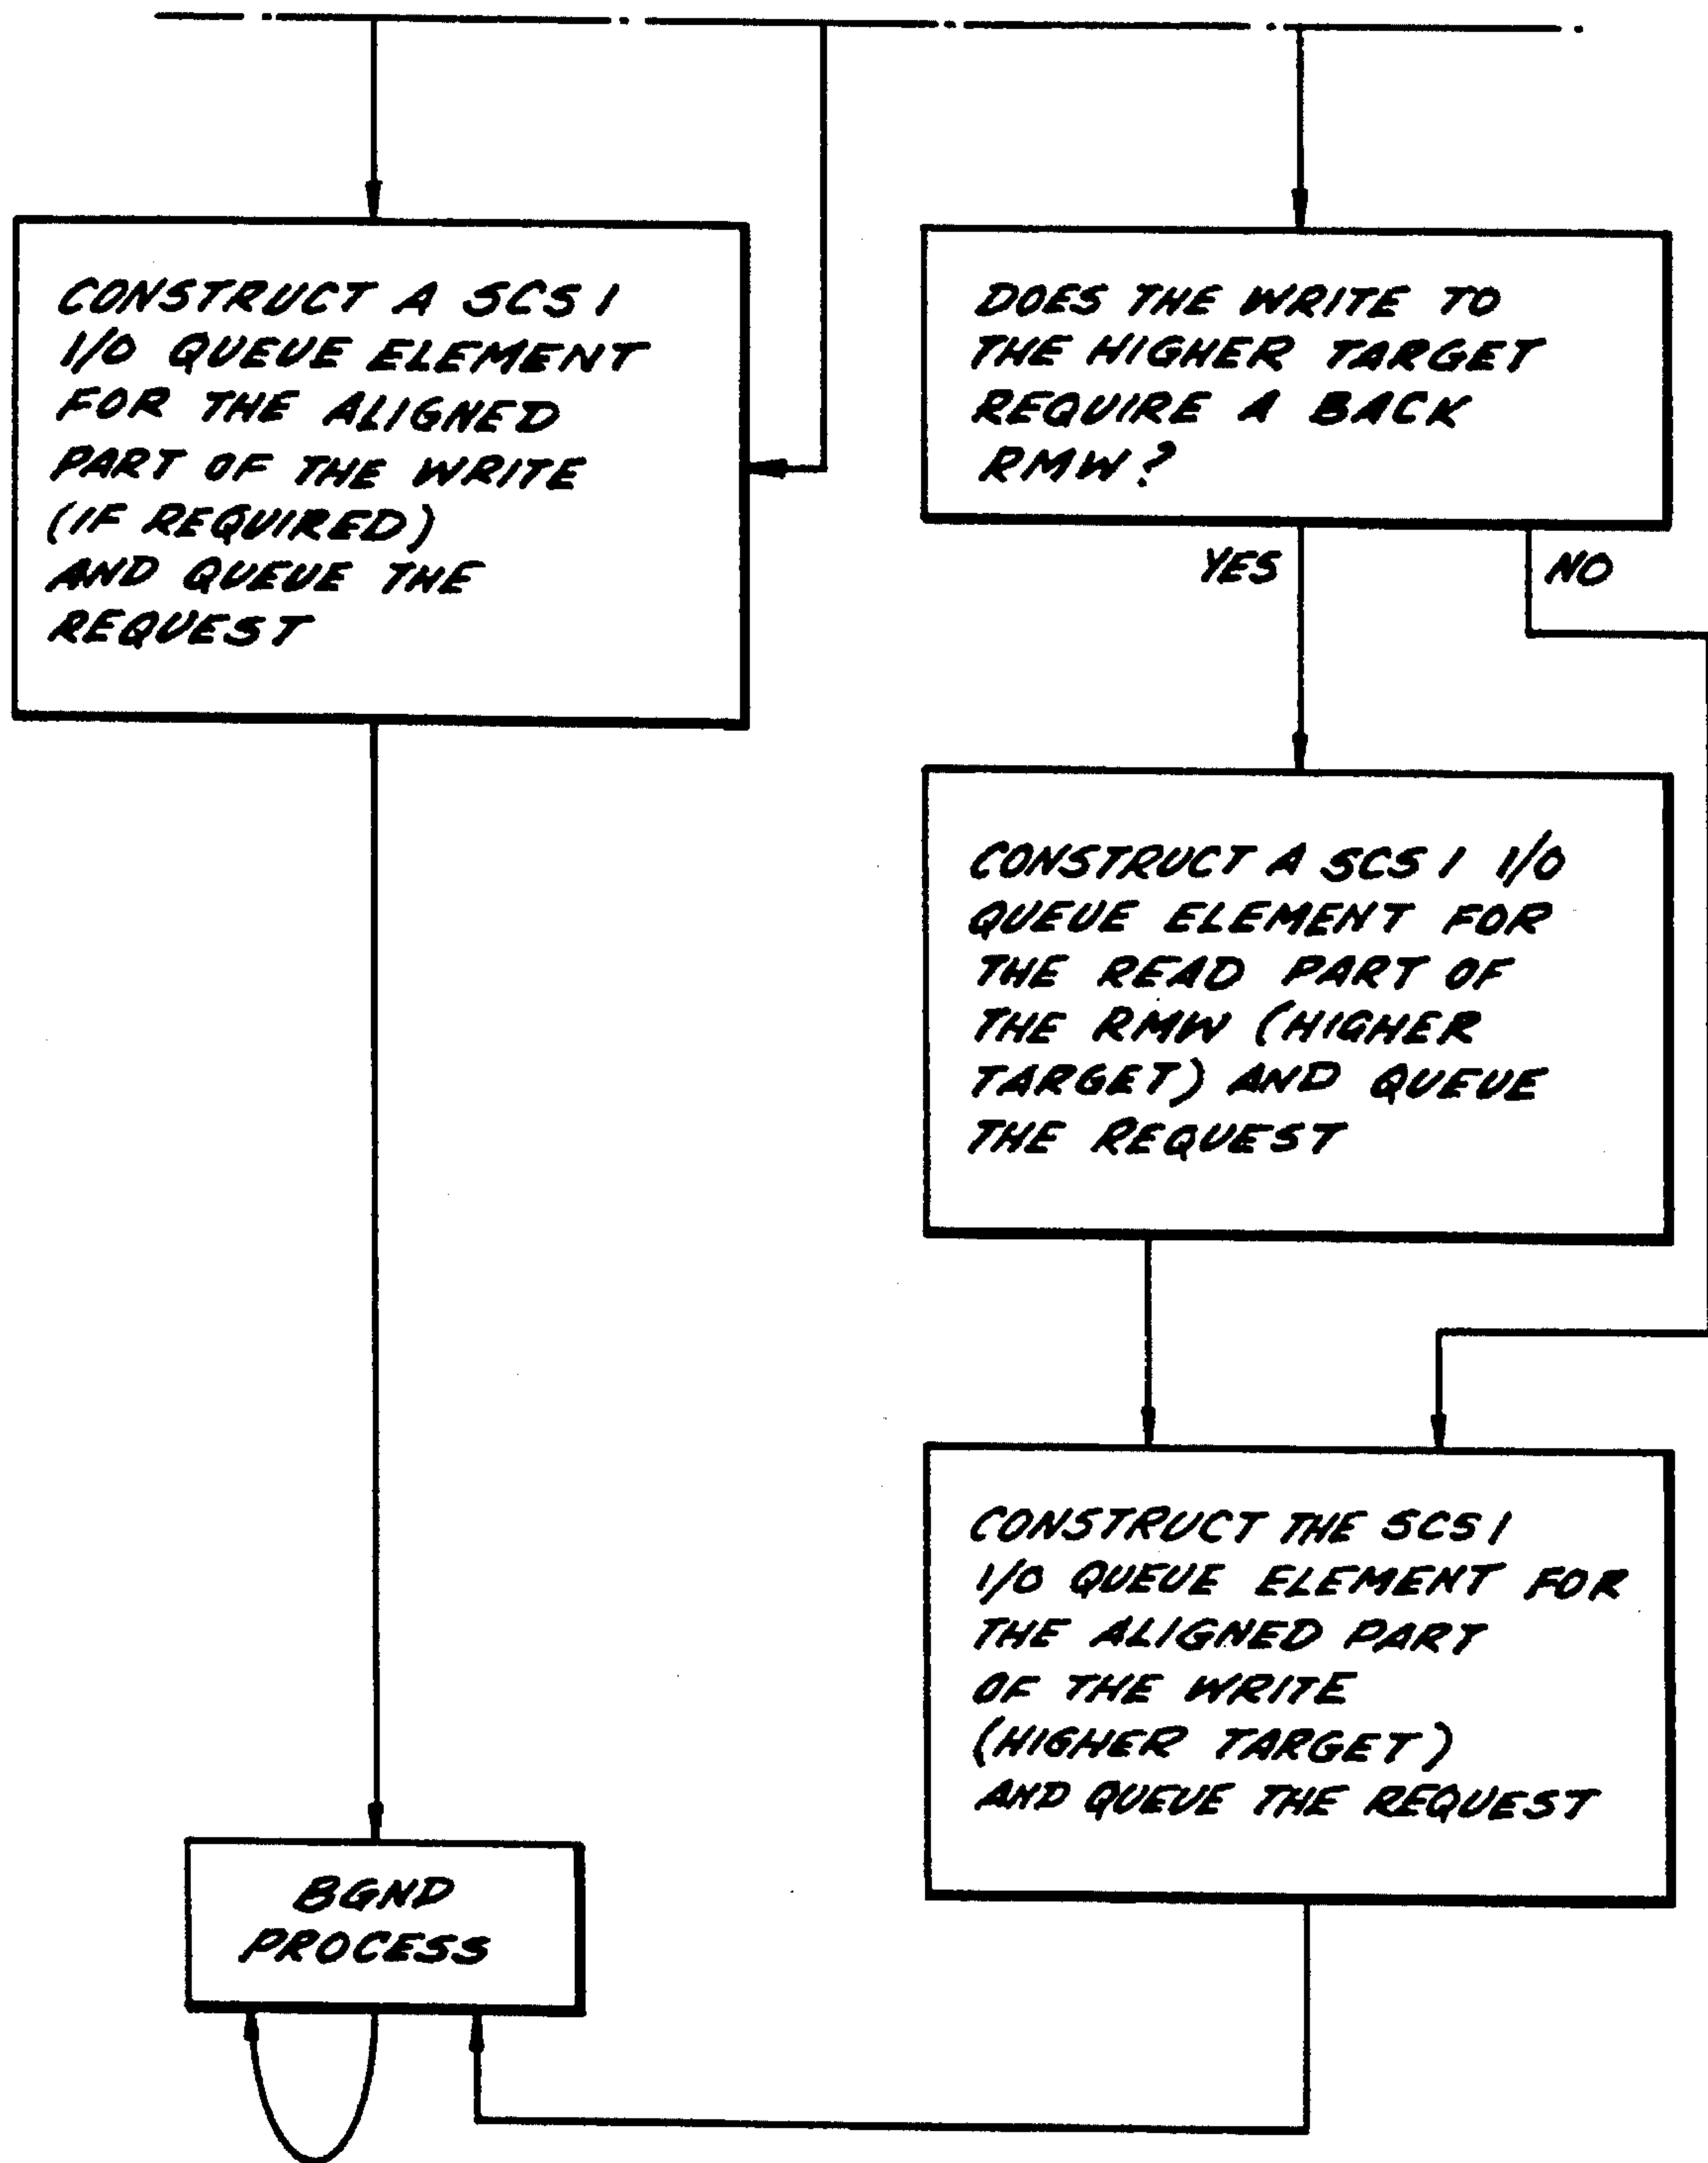 CONSTRUCT A SCSI
I/O QUEUE ELEMENT
FOR THE ALIGNED
PART OF THE WRITE
(IF REQUIRED)
AND QUEUE THE
REQUEST
DOES THE WRITE TO
THE HIGHER TARGET
REQUIRE A BACK
RMW?
YES
NO
CONSTRUCT A SCSI I/O
QUEUE ELEMENT FOR
THE READ PART OF
THE RMW (HIGHER
TARGET) AND QUEUE
THE REQUEST
CONSTRUCT THE SCSI
I/O QUEUE ELEMENT FOR
THE ALIGNED PART
OF THE WRITE
(HIGHER TARGET)
AND QUEUE THE REQUEST
BGND
PROCESS